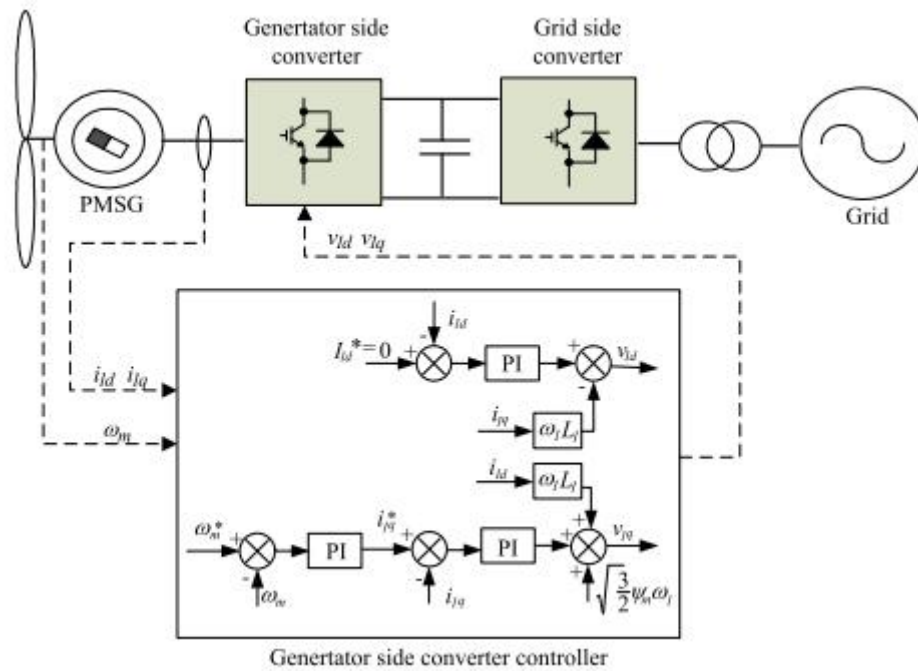 Genertator side
converter
Grid side
converter
PMSG
Grid
v_ld v_lq
i_ld
I_ld*=0
+
-
PI
+
-
v_ld
i_lq
ω_l L_l
i_ld i_lq
i_ld
ω_l L_l
ω_m
ω_m*
+
-
PI
i_lq*
+
-
PI
+
+
+
v_lq
ω_m
i_lq
√3/2 ψ_m ω_l
Genertator side converter controller